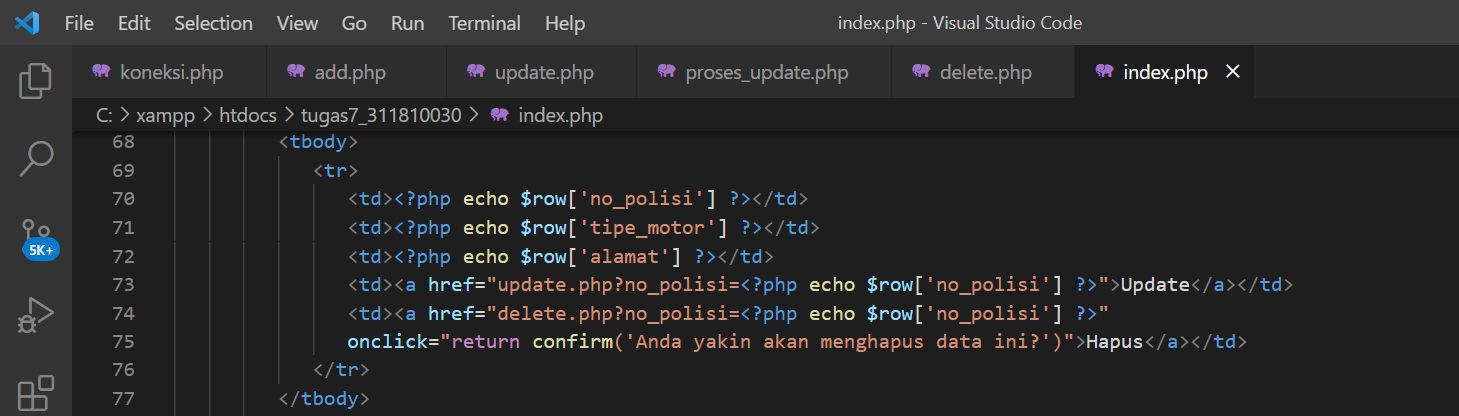 File Edit Selection View Go Run Terminal Help index.php - Visual Studio Code
koneksi.php add.php update.php proses_update.php delete.php index.php
C: > xampp > htdocs > tugas7_311810030 > index.php
68 <tbody>
69 <tr>
70 <td><?php echo $row['no_polisi'] ?></td>
71 <td><?php echo $row['tipe_motor'] ?></td>
72 <td><?php echo $row['alamat'] ?></td>
73 <td><a href="update.php?no_polisi=<?php echo $row['no_polisi'] ?>">Update</a></td>
74 <td><a href="delete.php?no_polisi=<?php echo $row['no_polisi'] ?>"
75 onclick="return confirm('Anda yakin akan menghapus data ini?')">Hapus</a></td>
76 </tr>
77 </tbody>
5K+